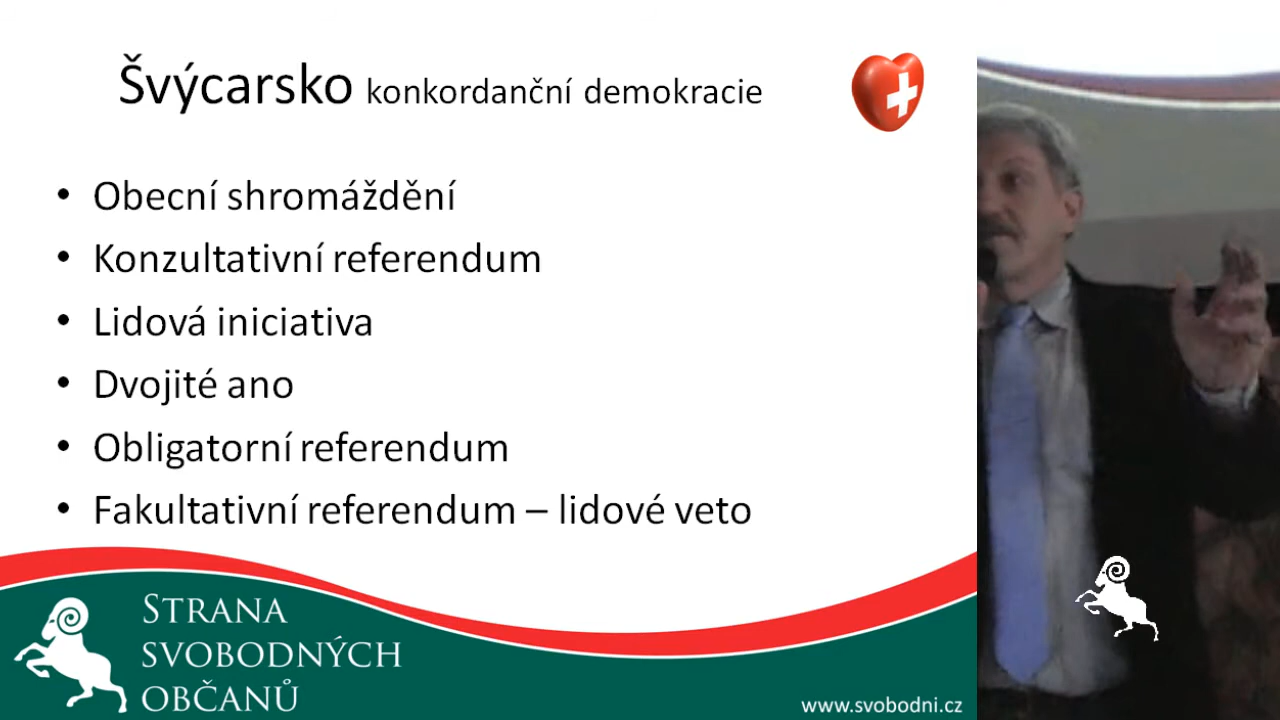 Švýcarsko konkordanční demokracie
• Obecní shromáždění
• Konzultativní referendum
• Lidová iniciativa
• Dvojité ano
• Obligatorní referendum
• Fakultativní referendum – lidové veto
STRANA
SVOBODNÝCH
OBČANŮ
www.svobodni.cz